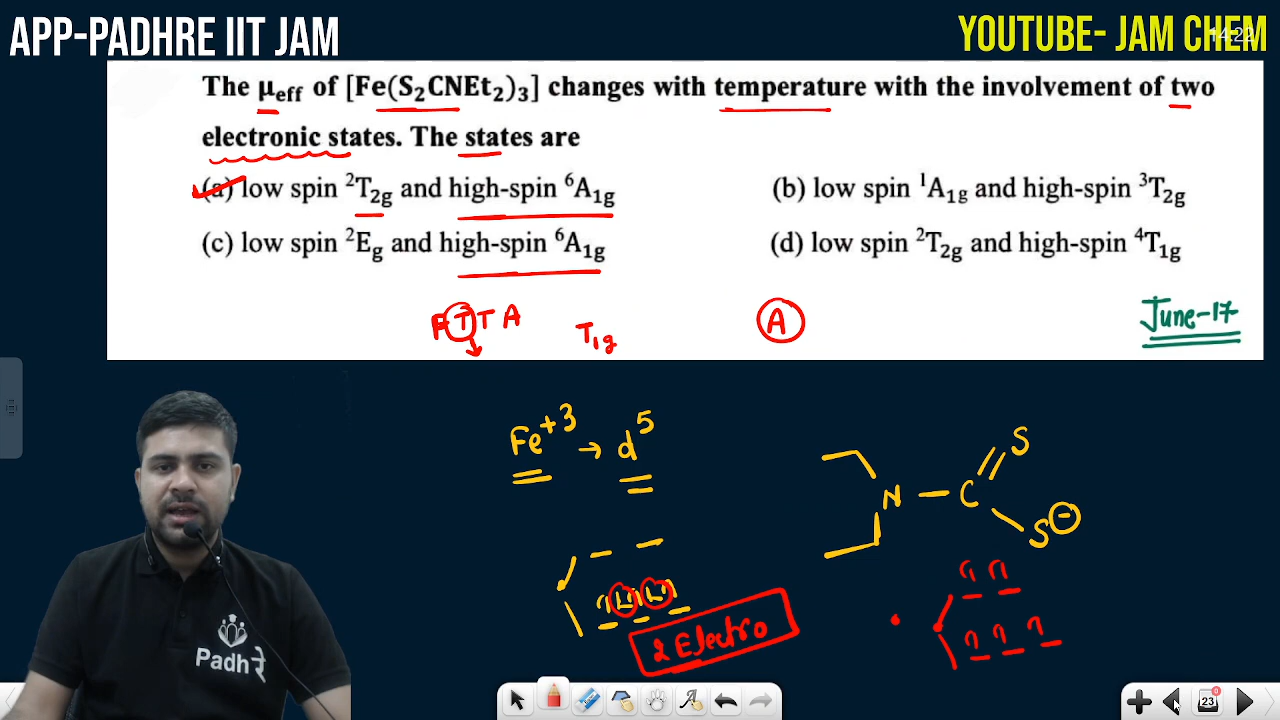 APP-PADHRE IIT JAM
YOUTUBE- JAM CHEM
The μeff of [Fe(S₂CNEt₂)₃] changes with temperature with the involvement of two
electronic states. The states are
(a) low spin ²T₂g and high-spin ⁶A₁g
(b) low spin ¹A₁g and high-spin ³T₂g
(c) low spin ²Eg and high-spin ⁶A₁g
(d) low spin ²T₂g and high-spin ⁴T₁g
T T A
T₁g
A
June-17
Fe⁺³ → d⁵
S
N — C
S⊖
2 Electro
Padhरे
23